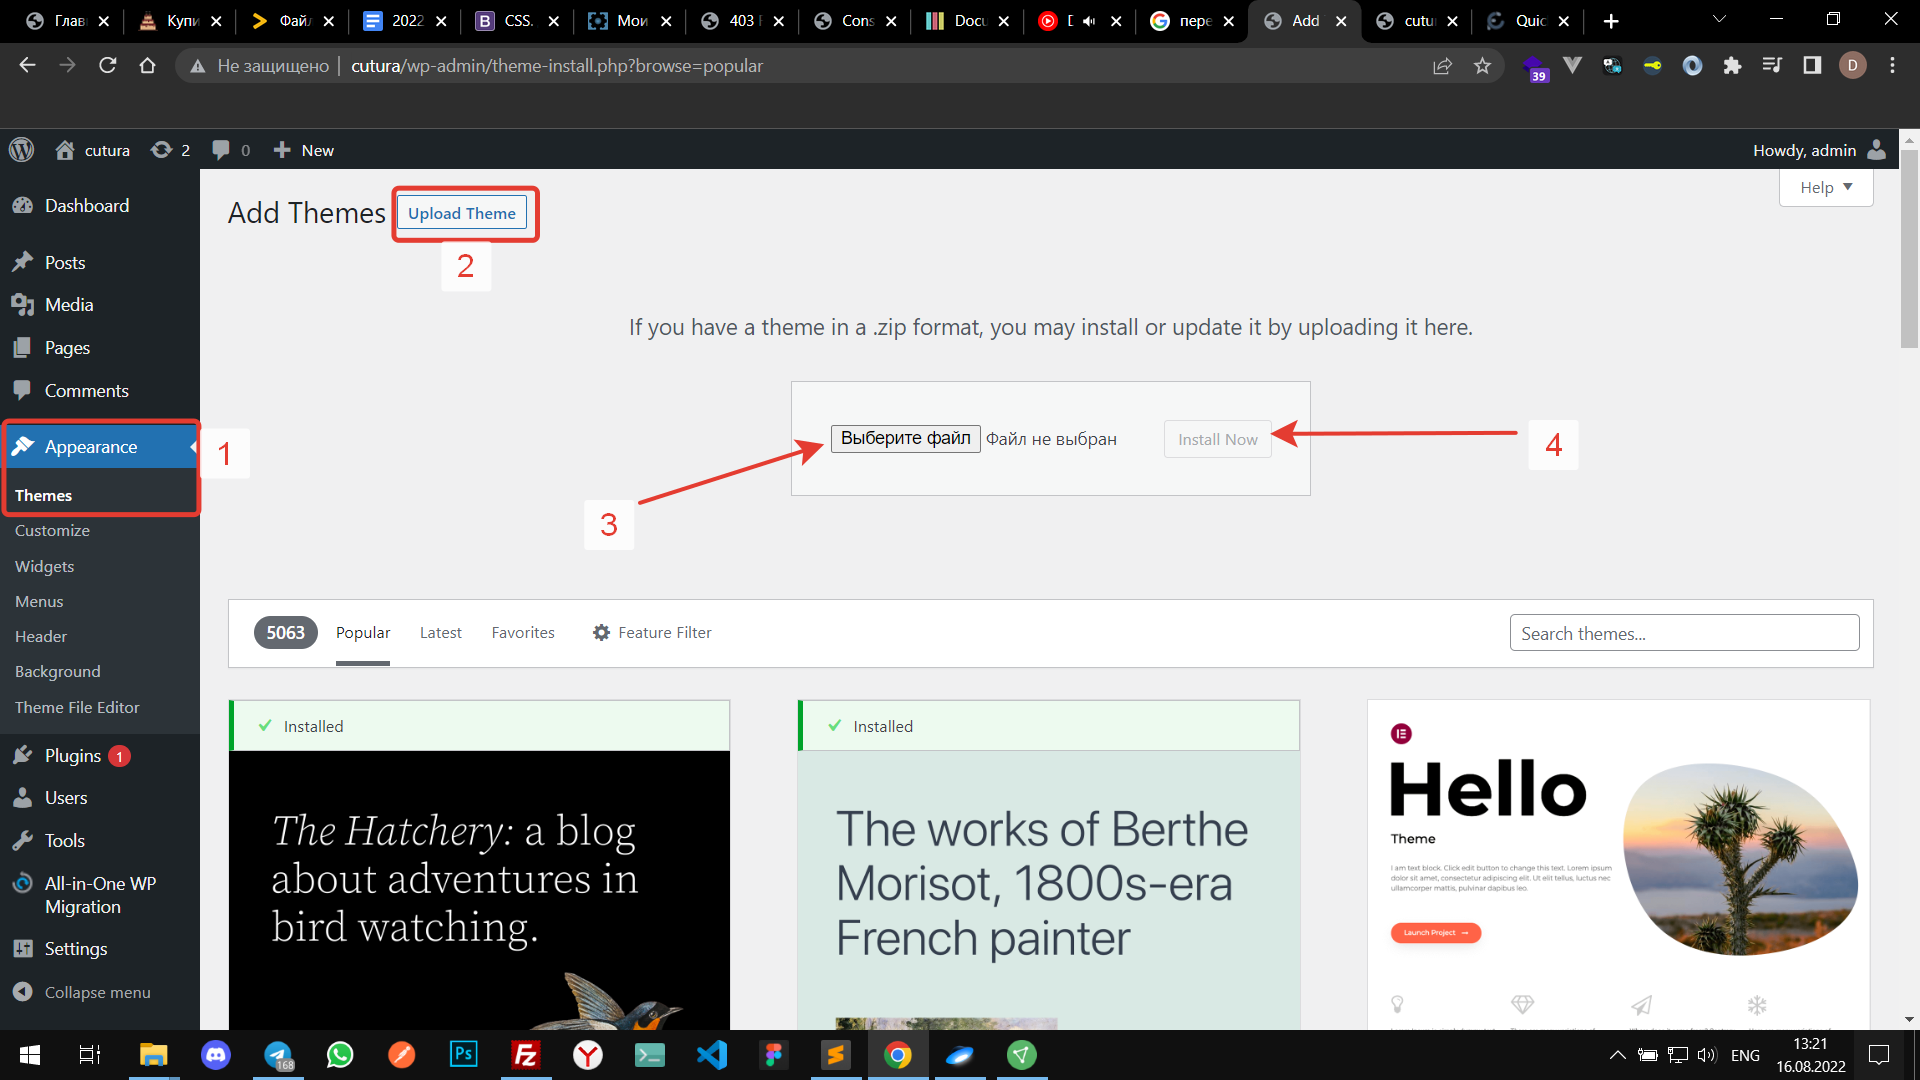 Глав
Купи
Файл
2022
CSS.
Мои
403 F
Cons
Docu
пере
Add
cutu
Quic
Не защищено | cutura/wp-admin/theme-install.php?browse=popular
39
D
cutura 2 0 New
Howdy, admin
Help
Dashboard
Posts
Media
Pages
Comments
Appearance
Themes
Customize
Widgets
Menus
Header
Background
Theme File Editor
Plugins 1
Users
Tools
All-in-One WP
Migration
Settings
Collapse menu
1
Add Themes Upload Theme
2
If you have a theme in a .zip format, you may install or update it by uploading it here.
Выберите файл Файл не выбран Install Now
3
4
5063 Popular Latest Favorites Feature Filter
Search themes...
Installed
The Hatchery: a blog
about adventures in
bird watching.
Installed
The works of Berthe
Morisot, 1800s-era
French painter
Hello
Theme
I am text block. Click edit button to change this text. Lorem ipsum
dolor sit amet, consectetur adipiscing elit. Ut elit tellus, luctus nec
ullamcorper mattis, pulvinar dapibus leo.
Launch Project →
Ps
168
ENG
13:21
16.08.2022